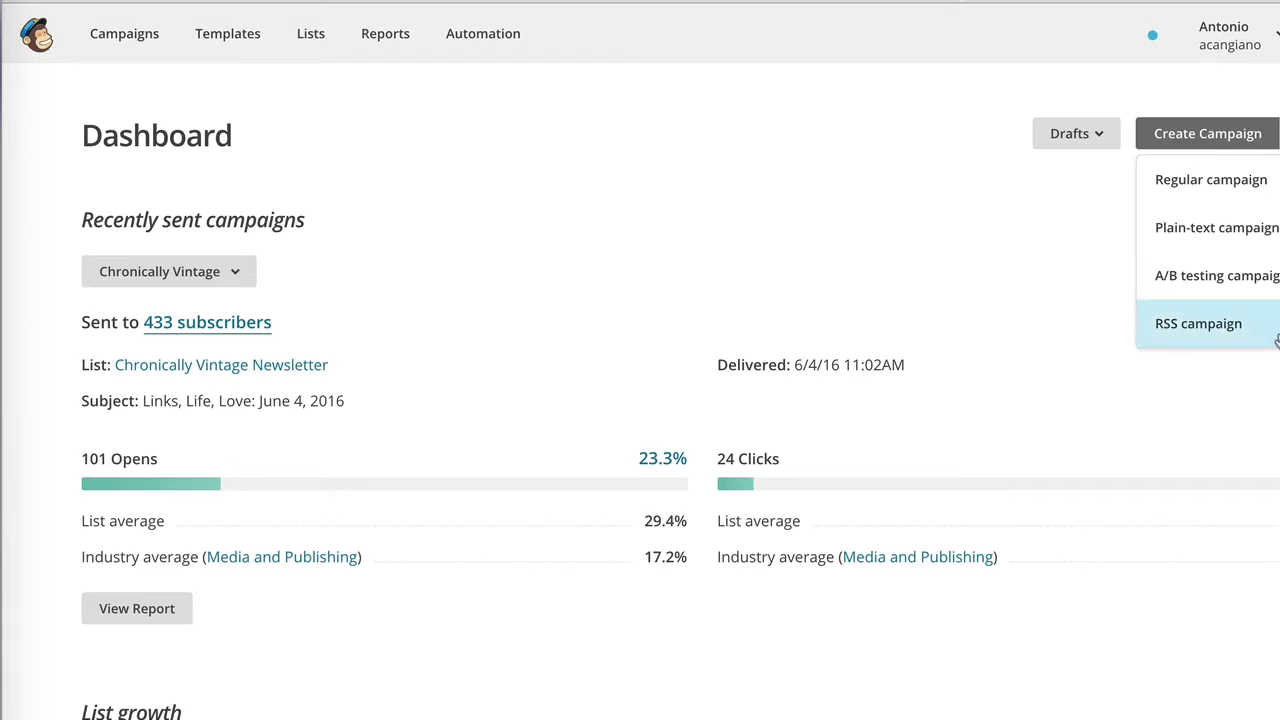 Campaigns Templates Lists Reports Automation
Antonio
acangiano
Dashboard
Drafts
Create Campaign
Regular campaign
Plain-text campaign
A/B testing campaig
RSS campaign
Recently sent campaigns
Chronically Vintage
Sent to 433 subscribers
List: Chronically Vintage Newsletter
Delivered: 6/4/16 11:02AM
Subject: Links, Life, Love: June 4, 2016
101 Opens 23.3%
24 Clicks
List average 29.4%
List average
Industry average (Media and Publishing) 17.2%
Industry average (Media and Publishing)
View Report
List growth